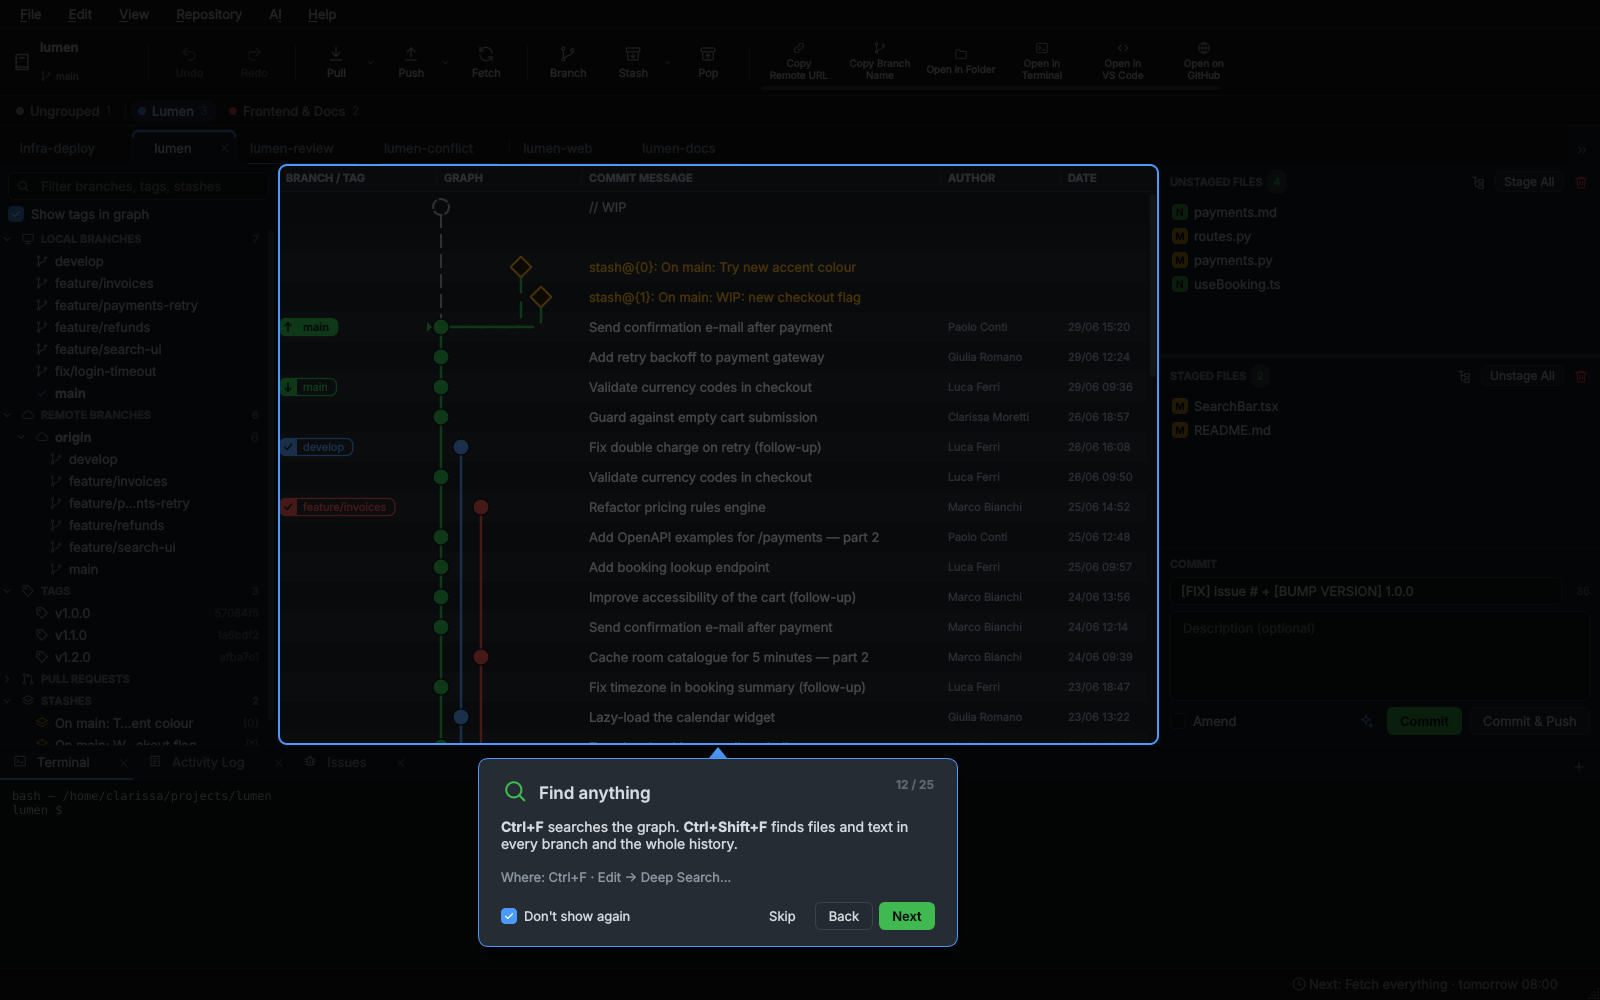 File Edit View Repository AI Help
lumen
main
Undo Redo Pull Push Fetch Branch Stash Pop
Copy Remote URL
Copy Branch Name
Open in Folder
Open in Terminal
Open in VS Code
Open on GitHub
Ungrouped 1 Lumen 3 Frontend & Docs 2
infra-deploy lumen lumen-review lumen-conflict lumen-web lumen-docs
Filter branches, tags, stashes
Show tags in graph
LOCAL BRANCHES 7
develop
feature/invoices
feature/payments-retry
feature/refunds
feature/search-ui
fix/login-timeout
main
REMOTE BRANCHES 6
origin 6
develop
feature/invoices
feature/p...nts-retry
feature/refunds
feature/search-ui
main
TAGS 3
v1.0.0 57064f5
v1.1.0 1a6bdf2
v1.2.0 afba7c1
PULL REQUESTS
STASHES 2
On main: T...ent colour {0}
On main: W...okout flag
BRANCH / TAG GRAPH COMMIT MESSAGE AUTHOR DATE
// WIP
stash@{0}: On main: Try new accent colour
stash@{1}: On main: WIP: new checkout flag
main Send confirmation e-mail after payment Paolo Conti 29/06 15:20
Add retry backoff to payment gateway Giulia Romano 29/06 12:24
main Validate currency codes in checkout Luca Ferri 29/06 09:36
Guard against empty cart submission Clarissa Moretti 26/06 18:57
develop Fix double charge on retry (follow-up) Luca Ferri 26/06 16:08
Validate currency codes in checkout Luca Ferri 26/06 09:50
feature/invoices Refactor pricing rules engine Marco Bianchi 25/06 14:52
Add OpenAPI examples for /payments — part 2 Paolo Conti 25/06 12:48
Add booking lookup endpoint Luca Ferri 25/06 09:57
Improve accessibility of the cart (follow-up) Marco Bianchi 24/06 13:56
Send confirmation e-mail after payment Marco Bianchi 24/06 12:14
Cache room catalogue for 5 minutes — part 2 Marco Bianchi 24/06 09:39
Fix timezone in booking summary (follow-up) Luca Ferri 23/06 18:47
Lazy-load the calendar widget Giulia Romano 23/06 13:22
UNSTAGED FILES 4 Stage All
N payments.md
M routes.py
M payments.py
N useBooking.ts
STAGED FILES 2 Unstage All
M SearchBar.tsx
M README.md
COMMIT
[FIX] issue # + [BUMP VERSION] 1.0.0 36
Description (optional)
Amend Commit Commit & Push
Terminal Activity Log Issues
bash — /home/clarissa/projects/lumen
lumen $
Find anything 12 / 25
Ctrl+F searches the graph. Ctrl+Shift+F finds files and text in
every branch and the whole history.
Where: Ctrl+F · Edit → Deep Search...
Don't show again Skip Back Next
Next: Fetch everything · tomorrow 08:00